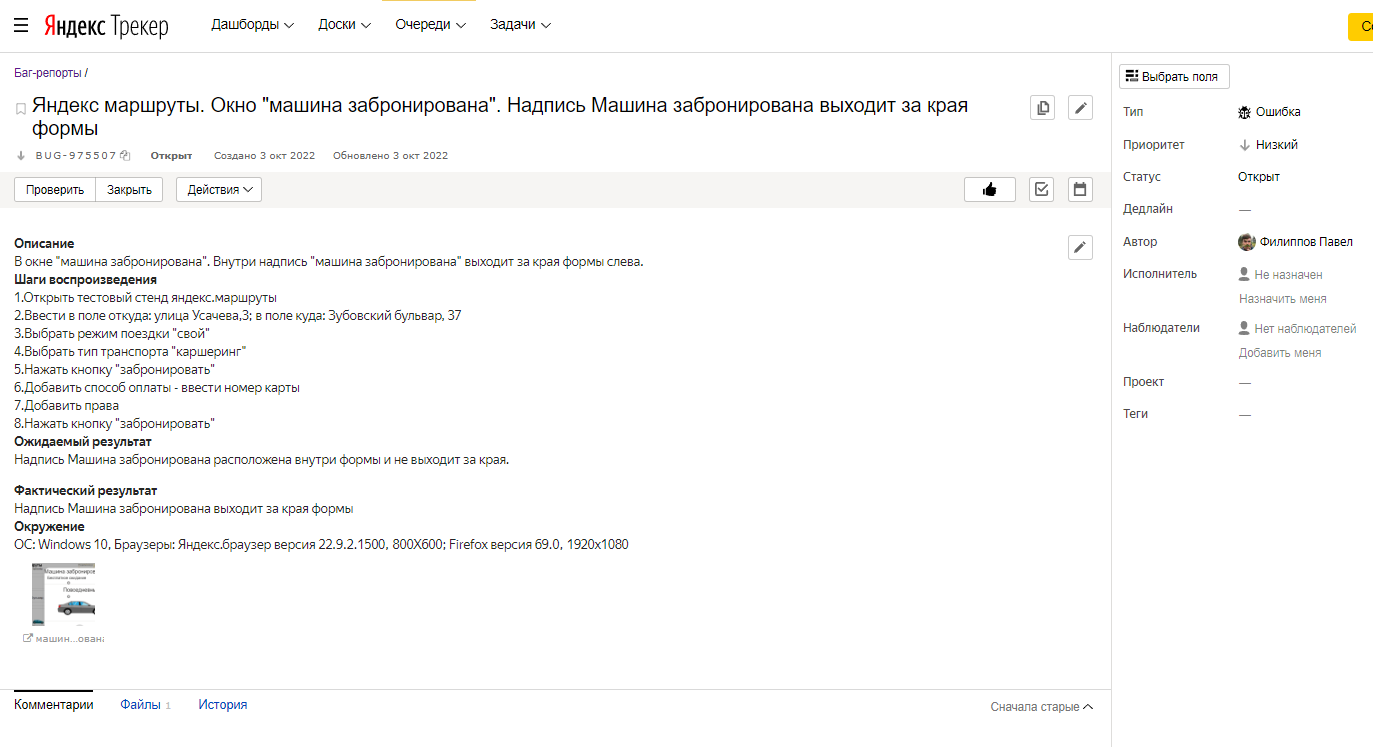 Яндекс Трекер Дашборды Доски Очереди Задачи
Баг-репорты /
Яндекс маршруты. Окно "машина забронирована". Надпись Машина забронирована выходит за края
формы
BUG-975507 Открыт Создано 3 окт 2022 Обновлено 3 окт 2022
Проверить Закрыть Действия
Описание
В окне "машина забронирована". Внутри надпись "машина забронирована" выходит за края формы слева.
Шаги воспроизведения
1.Открыть тестовый стенд яндекс.маршруты
2.Ввести в поле откуда: улица Усачева,3; в поле куда: Зубовский бульвар, 37
3.Выбрать режим поездки "свой"
4.Выбрать тип транспорта "каршеринг"
5.Нажать кнопку "забронировать"
6.Добавить способ оплаты - ввести номер карты
7.Добавить права
8.Нажать кнопку "забронировать"
Ожидаемый результат
Надпись Машина забронирована расположена внутри формы и не выходит за края.
Фактический результат
Надпись Машина забронирована выходит за края формы
Окружение
ОС: Windows 10, Браузеры: Яндекс.браузер версия 22.9.2.1500, 800X600; Firefox версия 69.0, 1920x1080
Машина заброниров
машин...ована
Комментарии Файлы 1 История Сначала старые
Выбрать поля
Тип Ошибка
Приоритет Низкий
Статус Открыт
Дедлайн —
Автор Филиппов Павел
Исполнитель Не назначен
Назначить меня
Наблюдатели Нет наблюдателей
Добавить меня
Проект —
Теги —